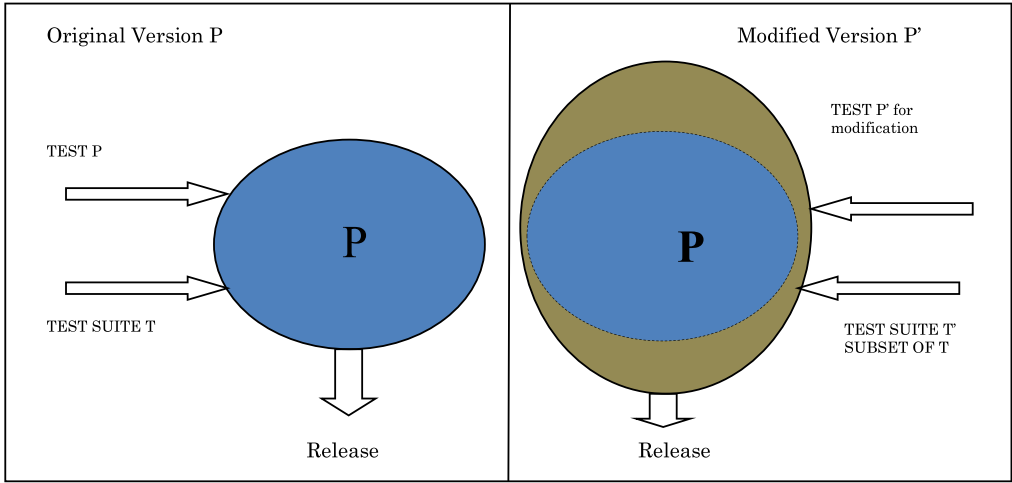 Original Version P
TEST P
P
TEST SUITE T
Release
Modified Version P’
TEST P’ for
modification
P
TEST SUITE T’
SUBSET OF T
Release